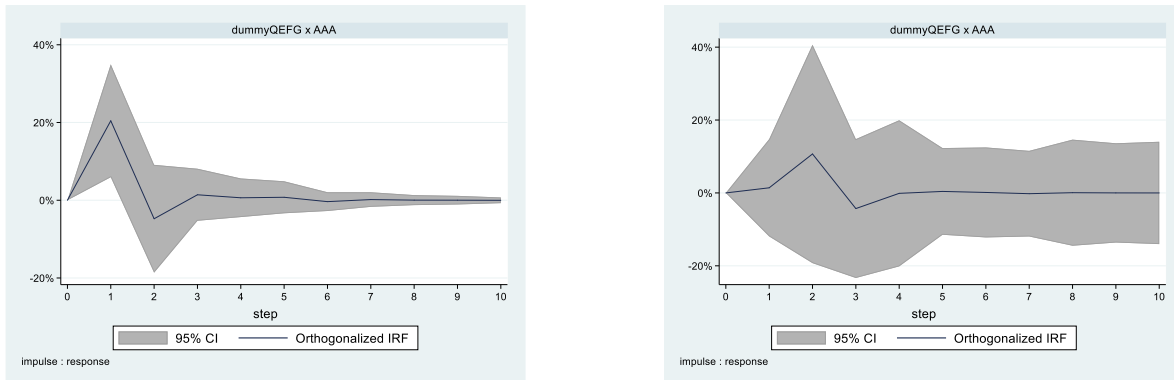 dummyQEFG x AAA
40%
20%
0%
-20%
0 1 2 3 4 5 6 7 8 9 10
step
95% CI Orthogonalized IRF
impulse : response
dummyQEFG x AAA
40%
20%
0%
-20%
0 1 2 3 4 5 6 7 8 9 10
step
95% CI Orthogonalized IRF
impulse : response